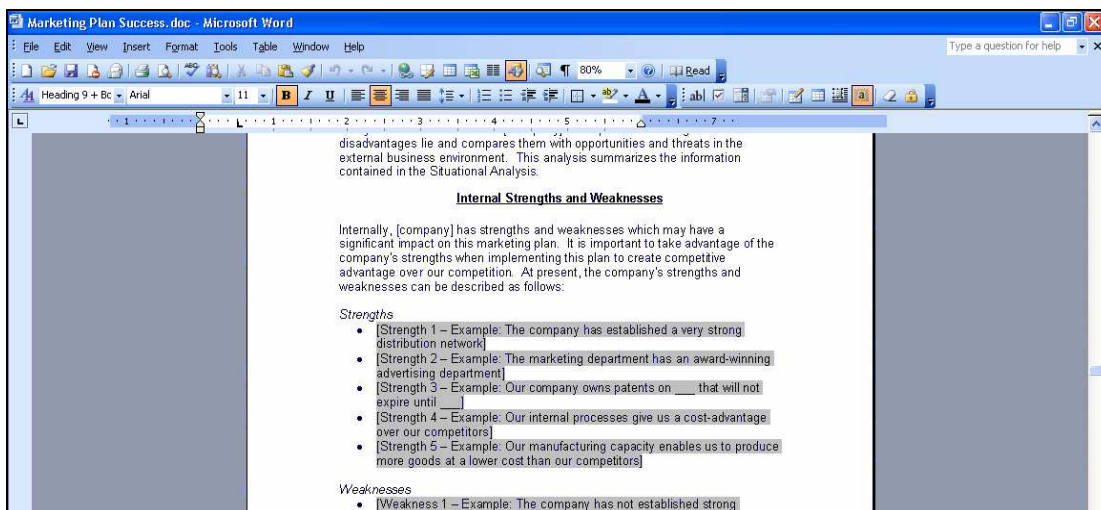 Marketing Plan Success.doc - Microsoft Word
File Edit View Insert Format Tools Table Window Help Type a question for help
80% Read
Heading 9 + Bc Arial 11 B I U ab|
1 1 2 3 4 5 7
disadvantages lie and compares them with opportunities and threats in the
external business environment. This analysis summarizes the information
contained in the Situational Analysis.
Internal Strengths and Weaknesses
Internally, [company] has strengths and weaknesses which may have a
significant impact on this marketing plan. It is important to take advantage of the
company's strengths when implementing this plan to create competitive
advantage over our competition. At present, the company's strengths and
weaknesses can be described as follows:
Strengths
• [Strength 1 – Example: The company has established a very strong
distribution network]
• [Strength 2 – Example: The marketing department has an award-winning
advertising department]
• [Strength 3 – Example: Our company owns patents on ___ that will not
expire until ___]
• [Strength 4 – Example: Our internal processes give us a cost-advantage
over our competitors]
• [Strength 5 – Example: Our manufacturing capacity enables us to produce
more goods at a lower cost than our competitors]
Weaknesses
• [Weakness 1 – Example: The company has not established strong